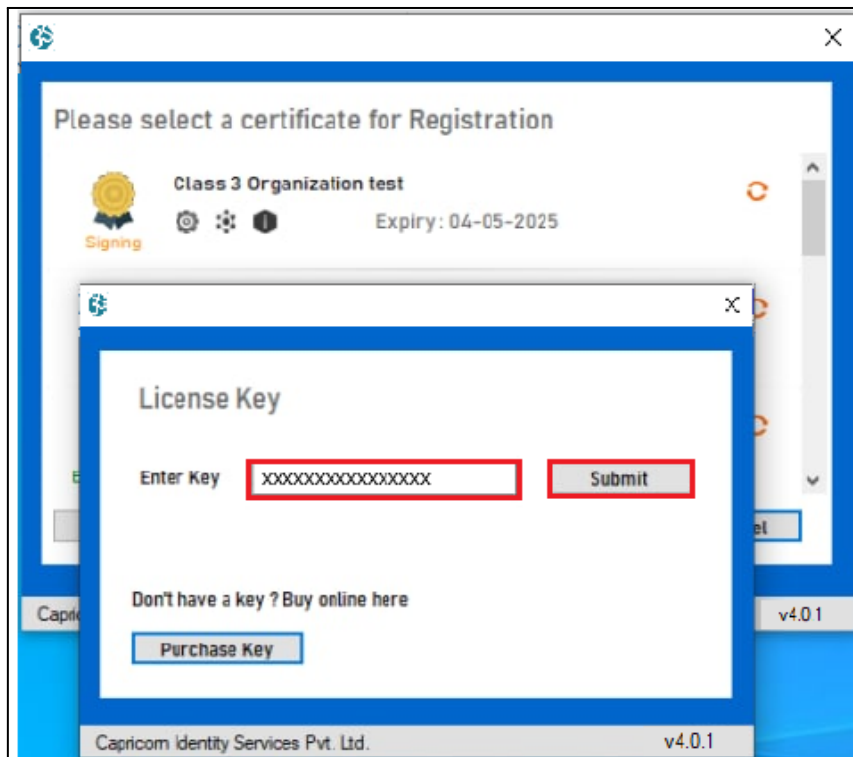 Please select a certificate for Registration
Class 3 Organization test
Expiry: 04-05-2025
Signing
License Key
Enter Key XXXXXXXXXXXXXXXX Submit
Don't have a key ? Buy online here
v4.0.1
Purchase Key
Capricorn Identity Services Pvt. Ltd. v4.0.1